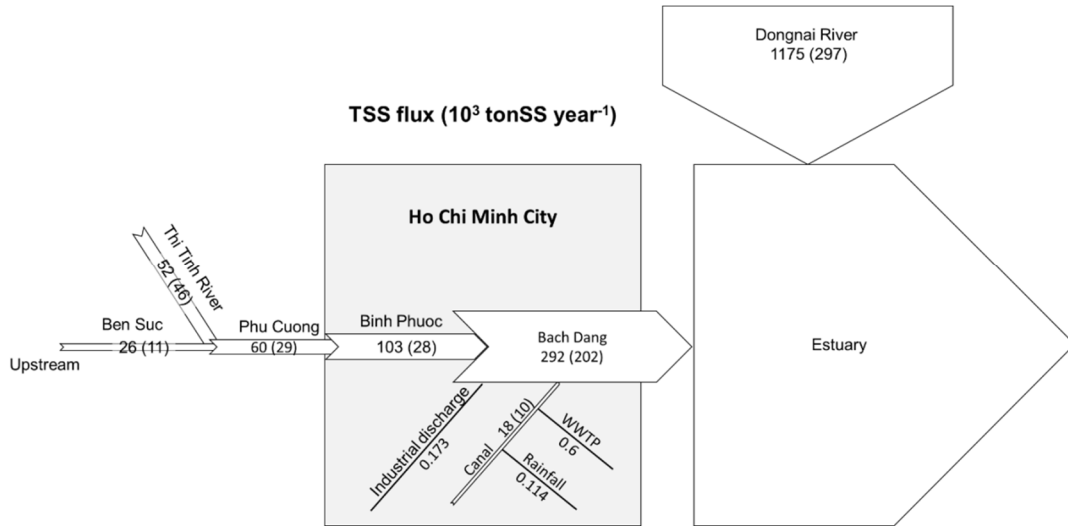 Dongnai River
1175 (297)
TSS flux (10³ tonSS year⁻¹)
Ho Chi Minh City
Thi Tinh River
52 (46)
Ben Suc
26 (11)
Upstream
Phu Cuong
60 (29)
Binh Phuoc
103 (28)
Bach Dang
292 (202)
Estuary
Industrial discharge
0.173
Canal 18 (10)
WWTP
0.6
Rainfall
0.114